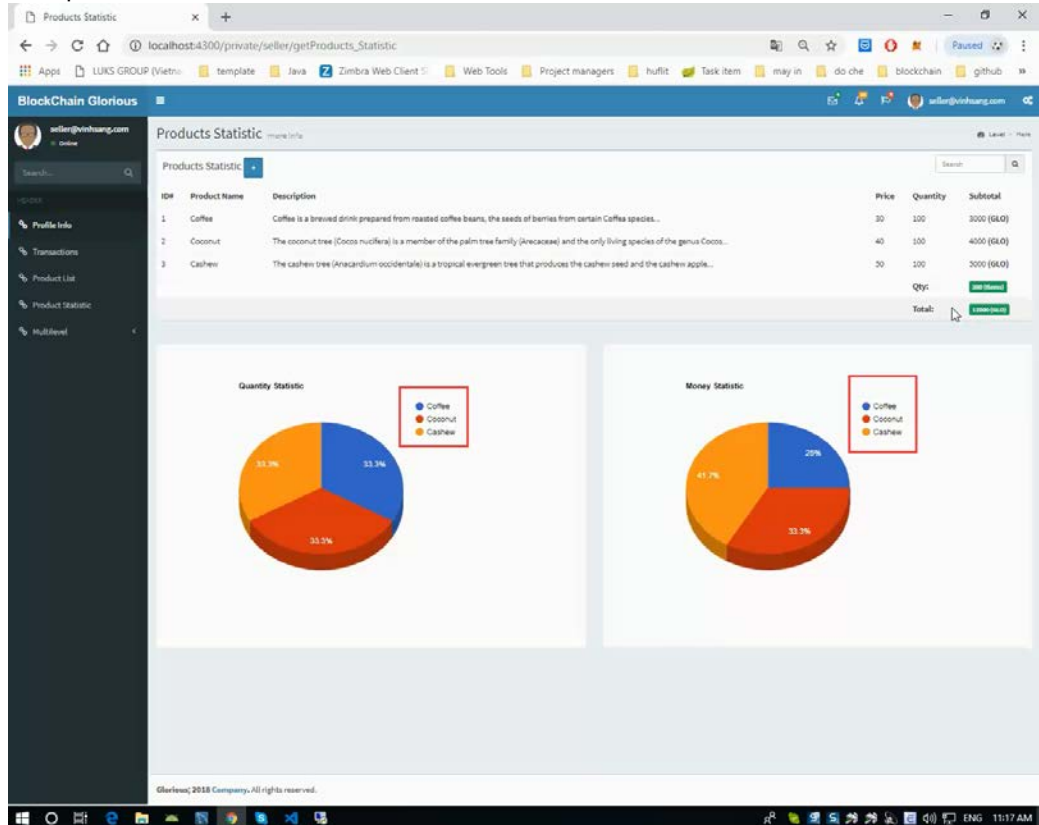 Products Statistic
localhost:4300/private/seller/getProducts_Statistic
Paused
Apps LUKS GROUP (Vietna template Java Zimbra Web Client S Web Tools Project managers huflit Task item may in do che blockchain github
BlockChain Glorious
seller@vinhsang.com
seller@vinhsang.com
Online
Products Statistic more info
Level > Here
Search...
Products Statistic +
Search
HEADER
ID# Product Name Description Price Quantity Subtotal
Profile Info
1 Coffee Coffee is a brewed drink prepared from roasted coffee beans, the seeds of berries from certain Coffea species... 30 100 3000 (GLO)
Transactions
2 Coconut The coconut tree (Cocos nucifera) is a member of the palm tree family (Arecaceae) and the only living species of the genus Cocos... 40 100 4000 (GLO)
3 Cashew The cashew tree (Anacardium occidentale) is a tropical evergreen tree that produces the cashew seed and the cashew apple... 50 100 5000 (GLO)
Product List
Qty:
Product Statistic
Total: 12000 (GLO)
Multilevel
Quantity Statistic
Coffee
Coconut
Cashew
33.3%
33.3%
33.3%
Money Statistic
Coffee
Coconut
Cashew
25%
41.7%
33.3%
Glorious; 2018 Company. All rights reserved.
ENG 11:17 AM